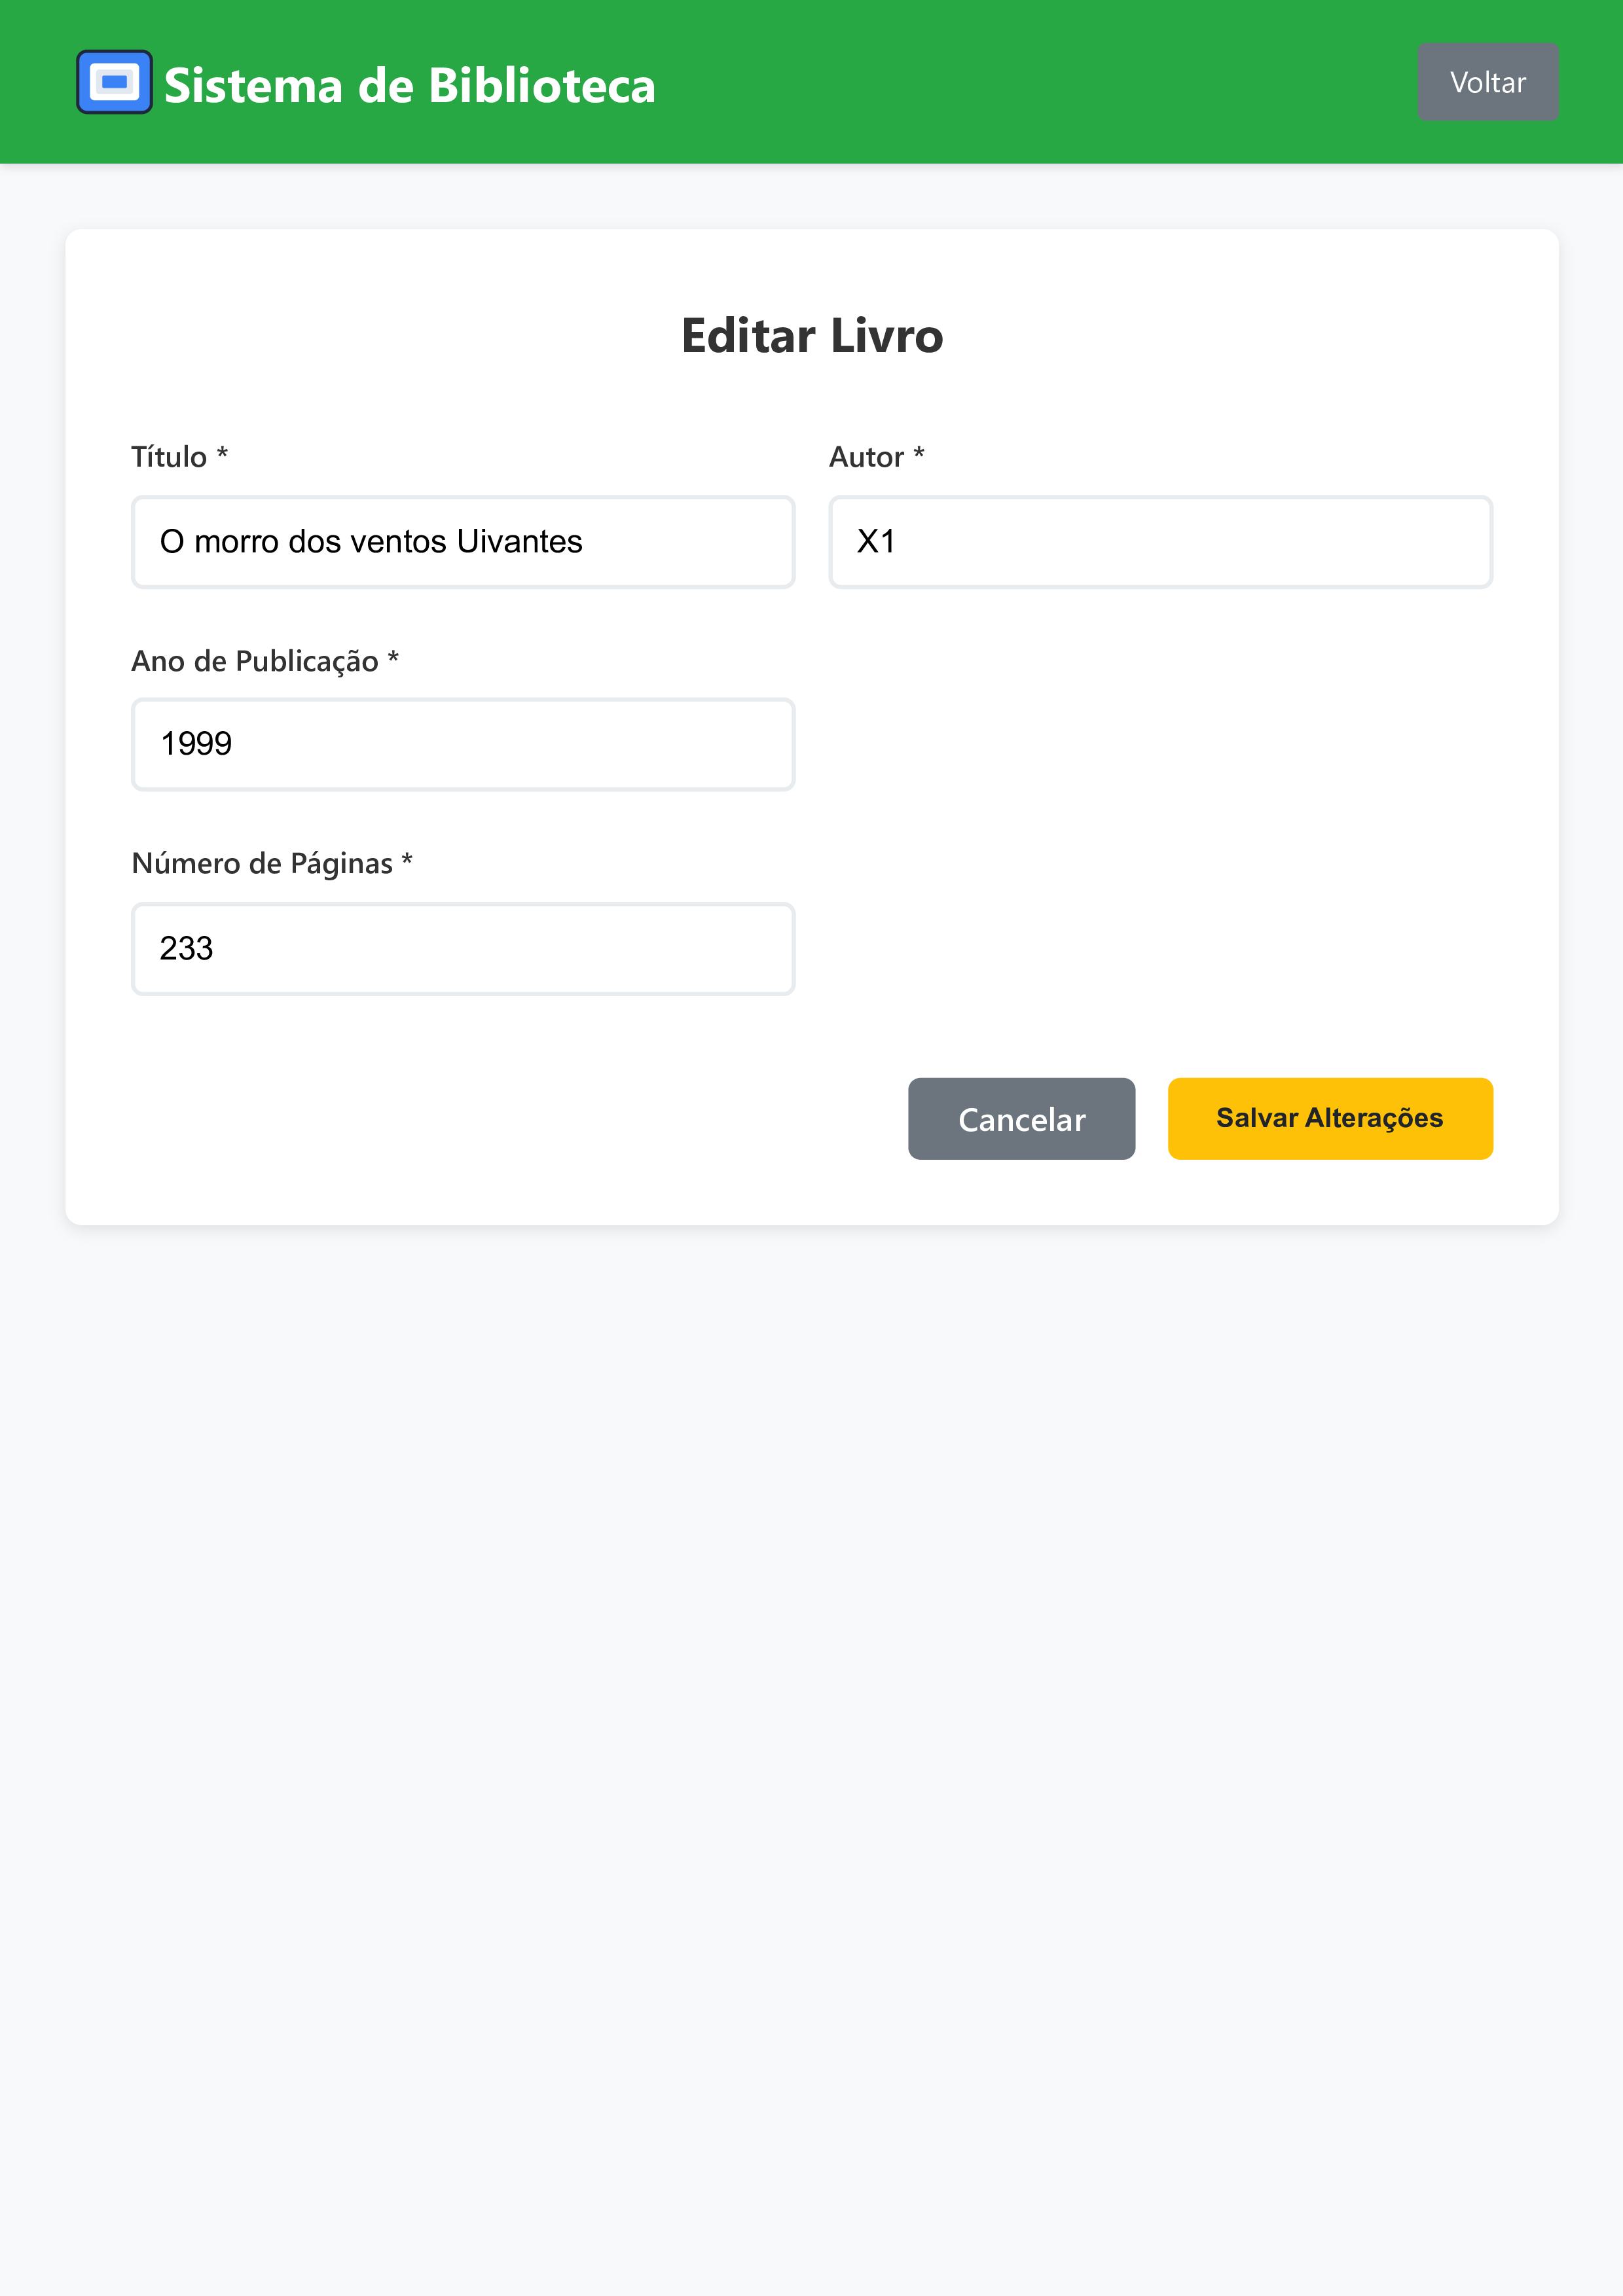 Sistema de Biblioteca
Voltar
Editar Livro
Título *
Autor *
O morro dos ventos Uivantes
X1
Ano de Publicação *
1999
Número de Páginas *
233
Cancelar
Salvar Alterações